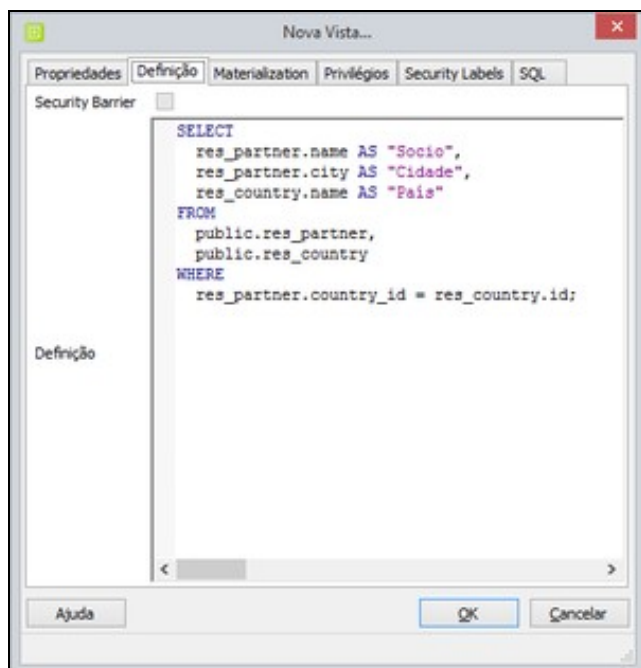 Nova Vista...
Propriedades Definição Materialization Privilégios Security Labels SQL
Security Barrier
SELECT
res_partner.name AS "Socio",
res_partner.city AS "Cidade",
res_country.name AS "Pais"
FROM
public.res_partner,
public.res_country
WHERE
res_partner.country_id = res_country.id;
Definição
Ajuda OK Cancelar